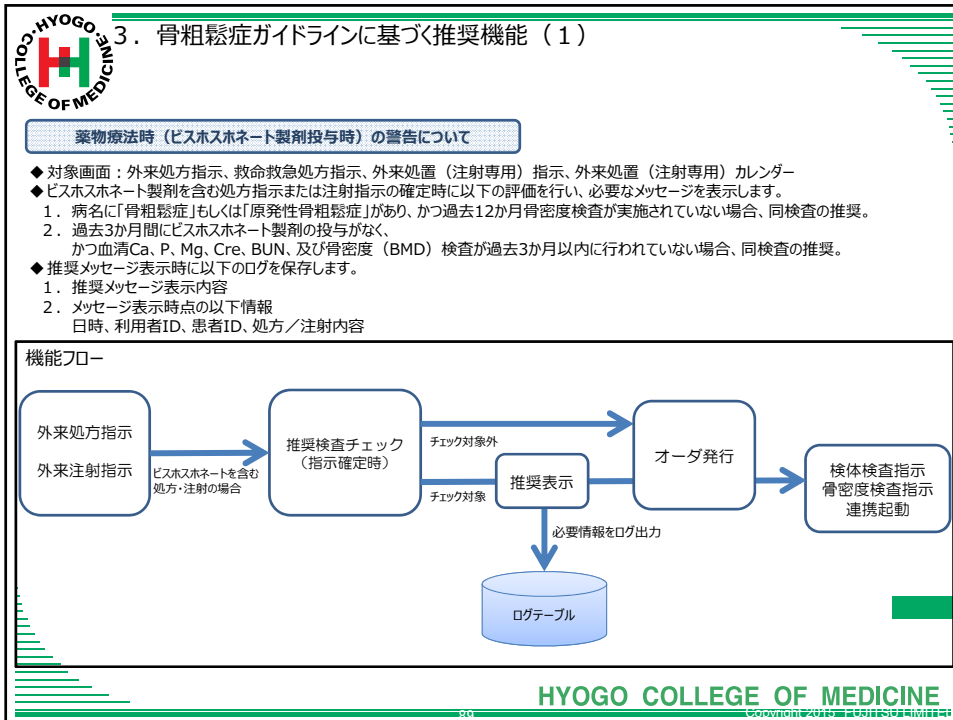 HYOGO COLLEGE OF MEDICINE
3．骨粗鬆症ガイドラインに基づく推奨機能（1）
薬物療法時（ビスホスホネート製剤投与時）の警告について
◆対象画面：外来処方指示、救命救急処方指示、外来処置（注射専用）指示、外来処置（注射専用）カレンダー
◆ビスホスホネート製剤を含む処方指示または注射指示の確定時に以下の評価を行い、必要なメッセージを表示します。
1．病名に「骨粗鬆症」もしくは「原発性骨粗鬆症」があり、かつ過去12か月骨密度検査が実施されていない場合、同検査の推奨。
2．過去3か月間にビスホスホネート製剤の投与がなく、
かつ血清Ca、P、Mg、Cre、BUN、及び骨密度（BMD）検査が過去3か月以内に行われていない場合、同検査の推奨。
◆推奨メッセージ表示時に以下のログを保存します。
1．推奨メッセージ表示内容
2．メッセージ表示時点の以下情報
日時、利用者ID、患者ID、処方／注射内容
機能フロー
外来処方指示
外来注射指示
ビスホスホネートを含む
処方・注射の場合
推奨検査チェック
（指示確定時）
チェック対象外
チェック対象
推奨表示
オーダ発行
検体検査指示
骨密度検査指示
連携起動
必要情報をログ出力
ログテーブル
HYOGO COLLEGE OF MEDICINE
89
Copyright 2015 FUJITSU LIMITED